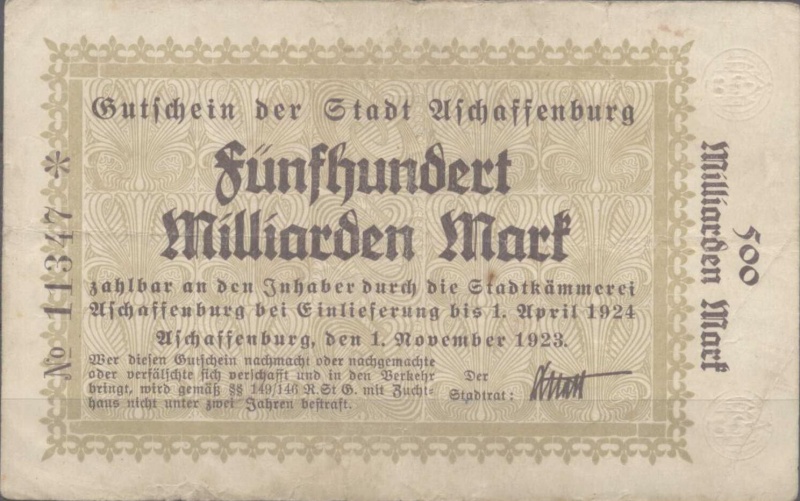 Gutschein der Stadt Aschaffenburg
Fünfhundert
Milliarden Mark
zahlbar an den Inhaber durch die Stadtkämmerei
Aschaffenburg bei Einlieferung bis 1. April 1924
Aschaffenburg, den 1. November 1923.
Wer diesen Gutschein nachmacht oder nachgemachte
oder verfälschte sich verschafft und in den Verkehr
bringt, wird gemäß §§ 149/146 R.St G. mit Zucht-
haus nicht unter zwei Jahren bestraft.
Der
Stadtrat:
No 11347 *
500
Milliarden Mark